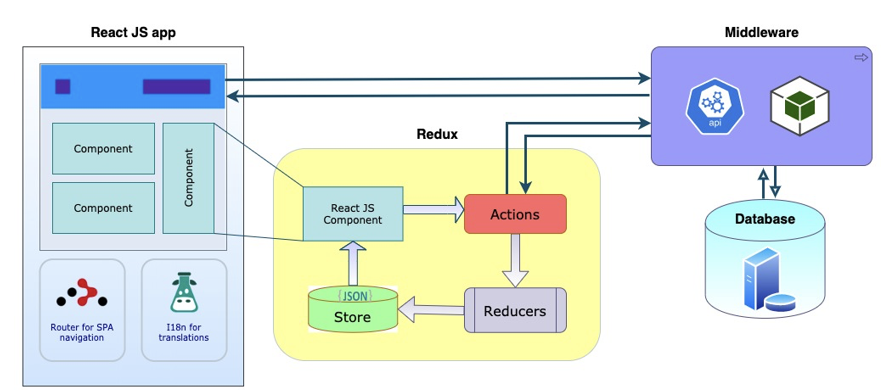 React JS app
Middleware
api
Redux
Component
Component
Component
React JS
Component
Actions
Database
{JSON}
Store
Reducers
Router for SPA
navigation
I18n for
translations